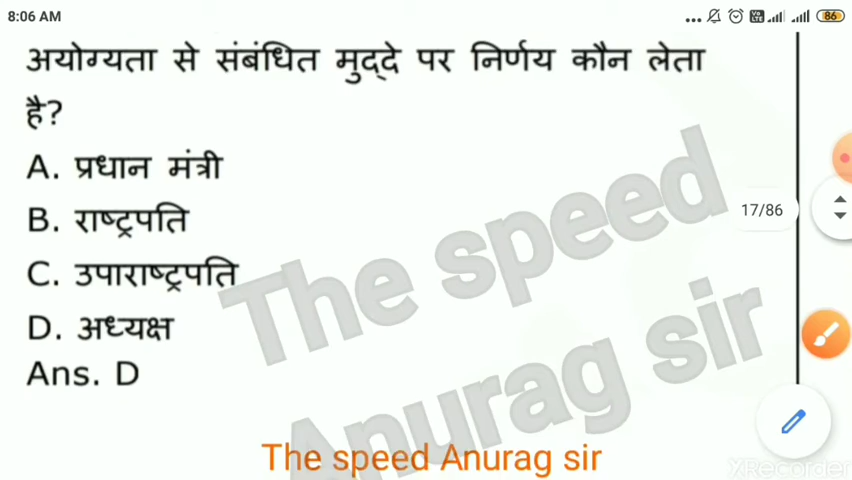 8:06 AM
86
अयोग्यता से संबंधित मुद्दे पर निर्णय कौन लेता
है?
A. प्रधान मंत्री
B. राष्ट्रपति
17/86
C. उपाराष्ट्रपति
D. अध्यक्ष
Ans. D
The speed
Anurag sir
The speed Anurag sir
XRecorder